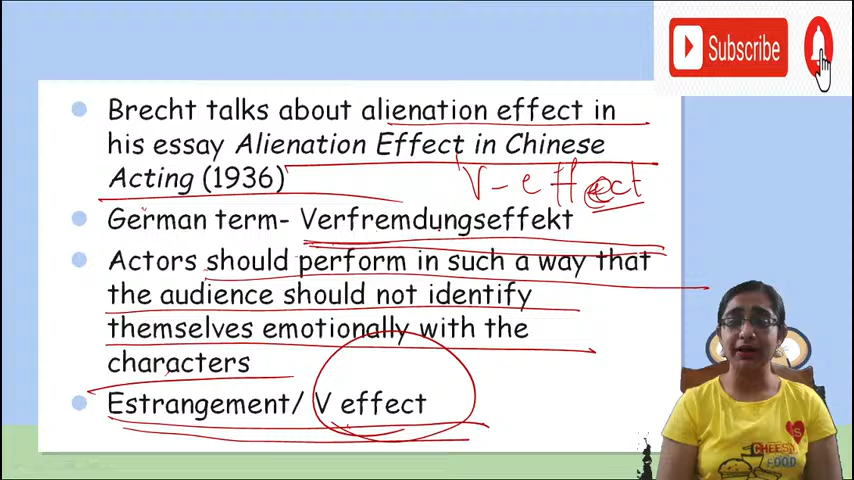 Subscribe
Brecht talks about alienation effect in
his essay Alienation Effect in Chinese
Acting (1936)
V-effect
German term- Verfremdungseffekt
Actors should perform in such a way that
the audience should not identify
themselves emotionally with the
characters
Estrangement/ V effect
CHEESY
FOOD